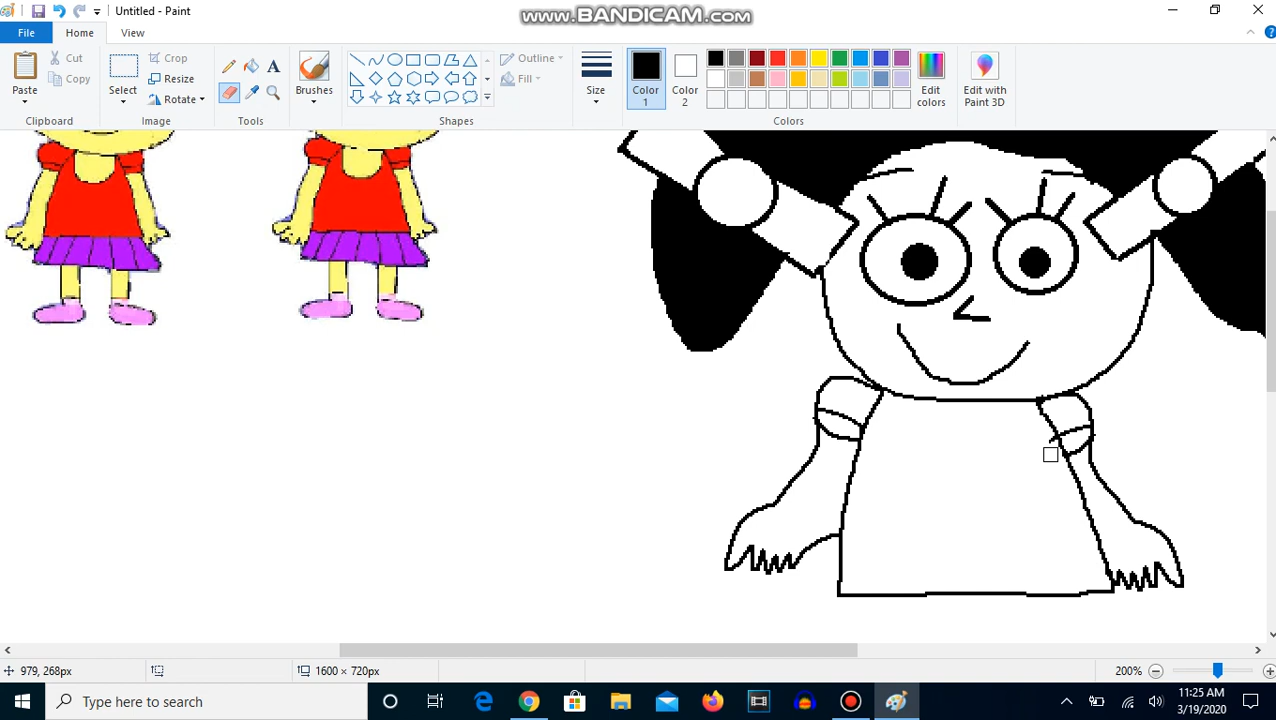 Untitled - Paint
www.BANDICAM.com
File
Home
View
Paste
Cut
Copy
Clipboard
Select
Crop
Resize
Rotate
Image
Tools
Brushes
Outline
Fill
Shapes
Size
Color 1
Color 2
Edit colors
Colors
Edit with Paint 3D
979, 268px
1600 × 720px
200%
Type here to search
11:25 AM
3/19/2020